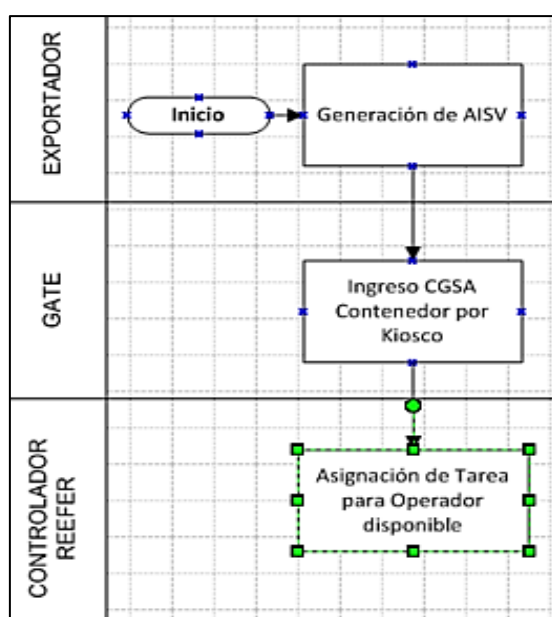 EXPORTADOR
Inicio
Generación de AISV
GATE
Ingreso CGSA
Contenedor por
Kiosco
CONTROLADOR
REEFER
Asignación de Tarea
para Operador
disponible